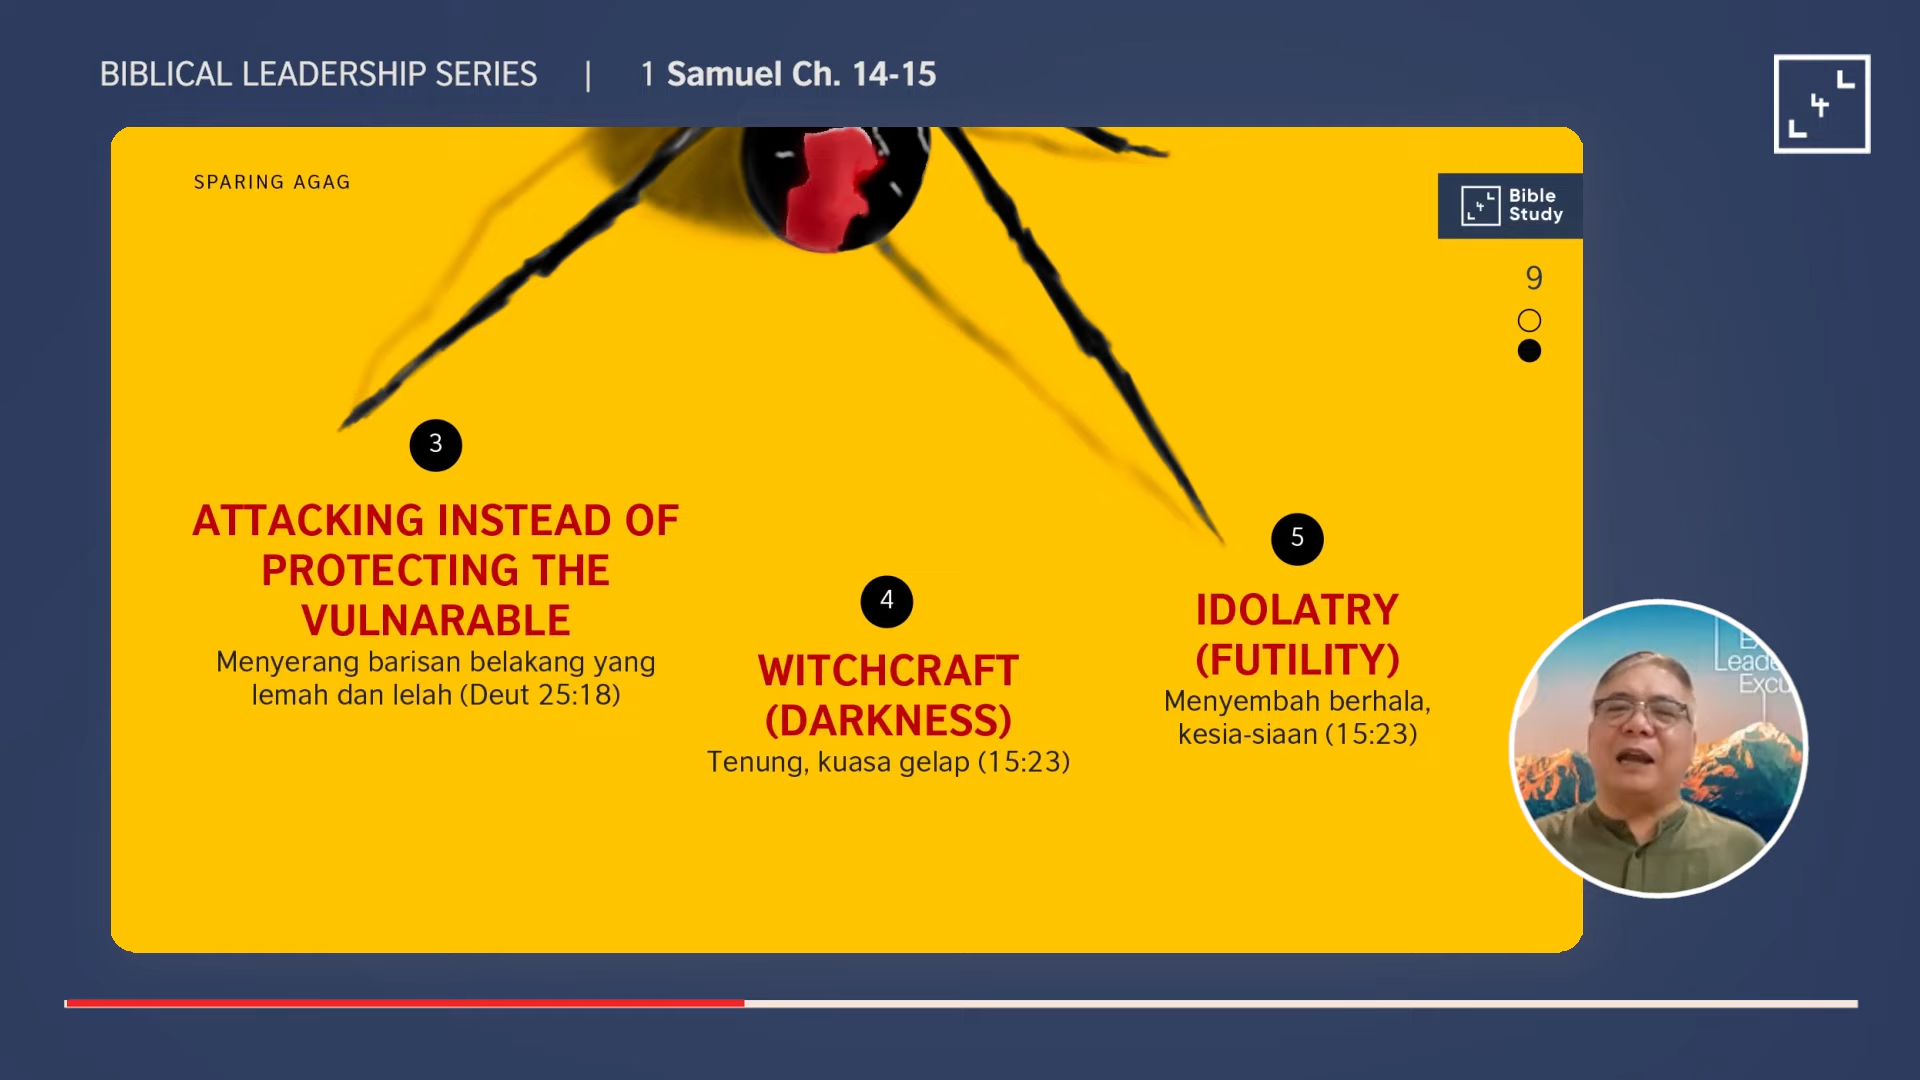 BIBLICAL LEADERSHIP SERIES | 1 Samuel Ch. 14-15
SPARING AGAG
Bible
Study
9
3
ATTACKING INSTEAD OF
PROTECTING THE
VULNARABLE
Menyerang barisan belakang yang
lemah dan lelah (Deut 25:18)
4
WITCHCRAFT
(DARKNESS)
Tenung, kuasa gelap (15:23)
5
IDOLATRY
(FUTILITY)
Menyembah berhala,
kesia-siaan (15:23)